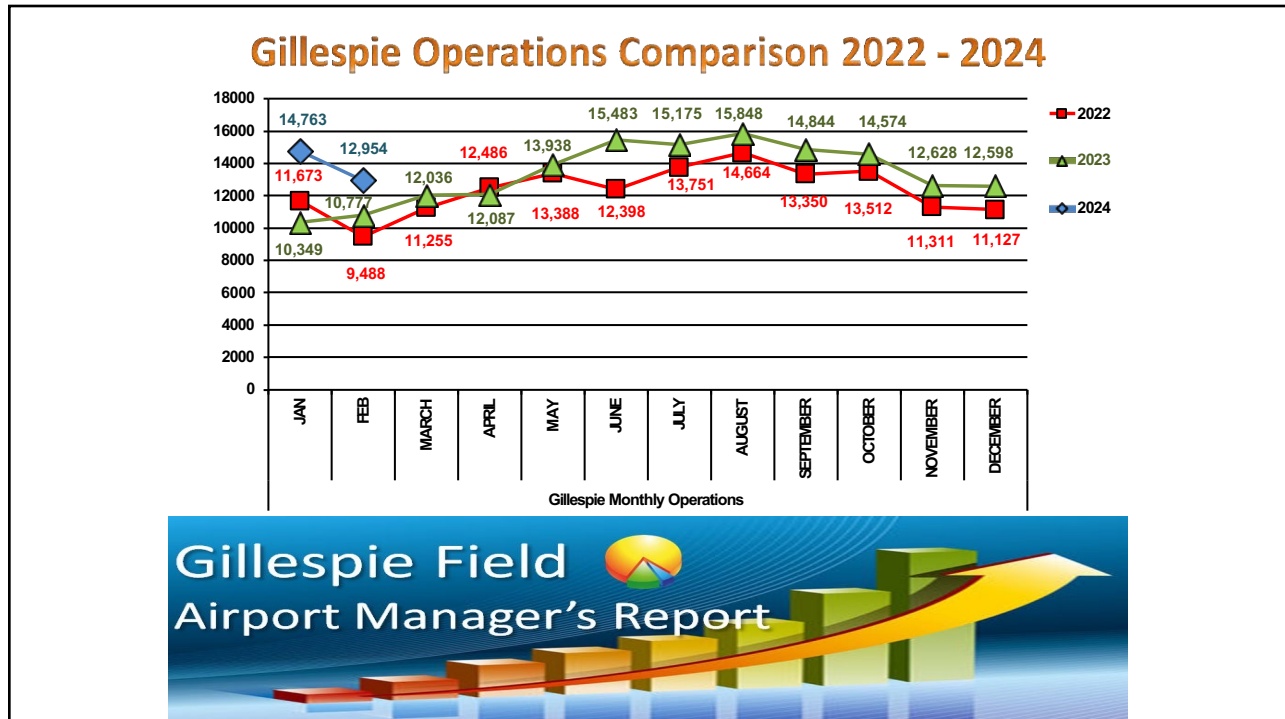 Gillespie Operations Comparison 2022 - 2024
18000
16000
14000
12000
10000
8000
6000
4000
2000
0
14,763
12,954
11,673
9,488
11,255
12,486
13,388
12,398
13,751
14,664
13,350
13,512
11,311
11,127
10,349
10,777
12,036
12,087
13,938
15,483
15,175
15,848
14,844
14,574
12,628
12,598
2022
2023
2024
JAN
FEB
MARCH
APRIL
MAY
JUNE
JULY
AUGUST
SEPTEMBER
OCTOBER
NOVEMBER
DECEMBER
Gillespie Monthly Operations
Gillespie Field
Airport Manager's Report